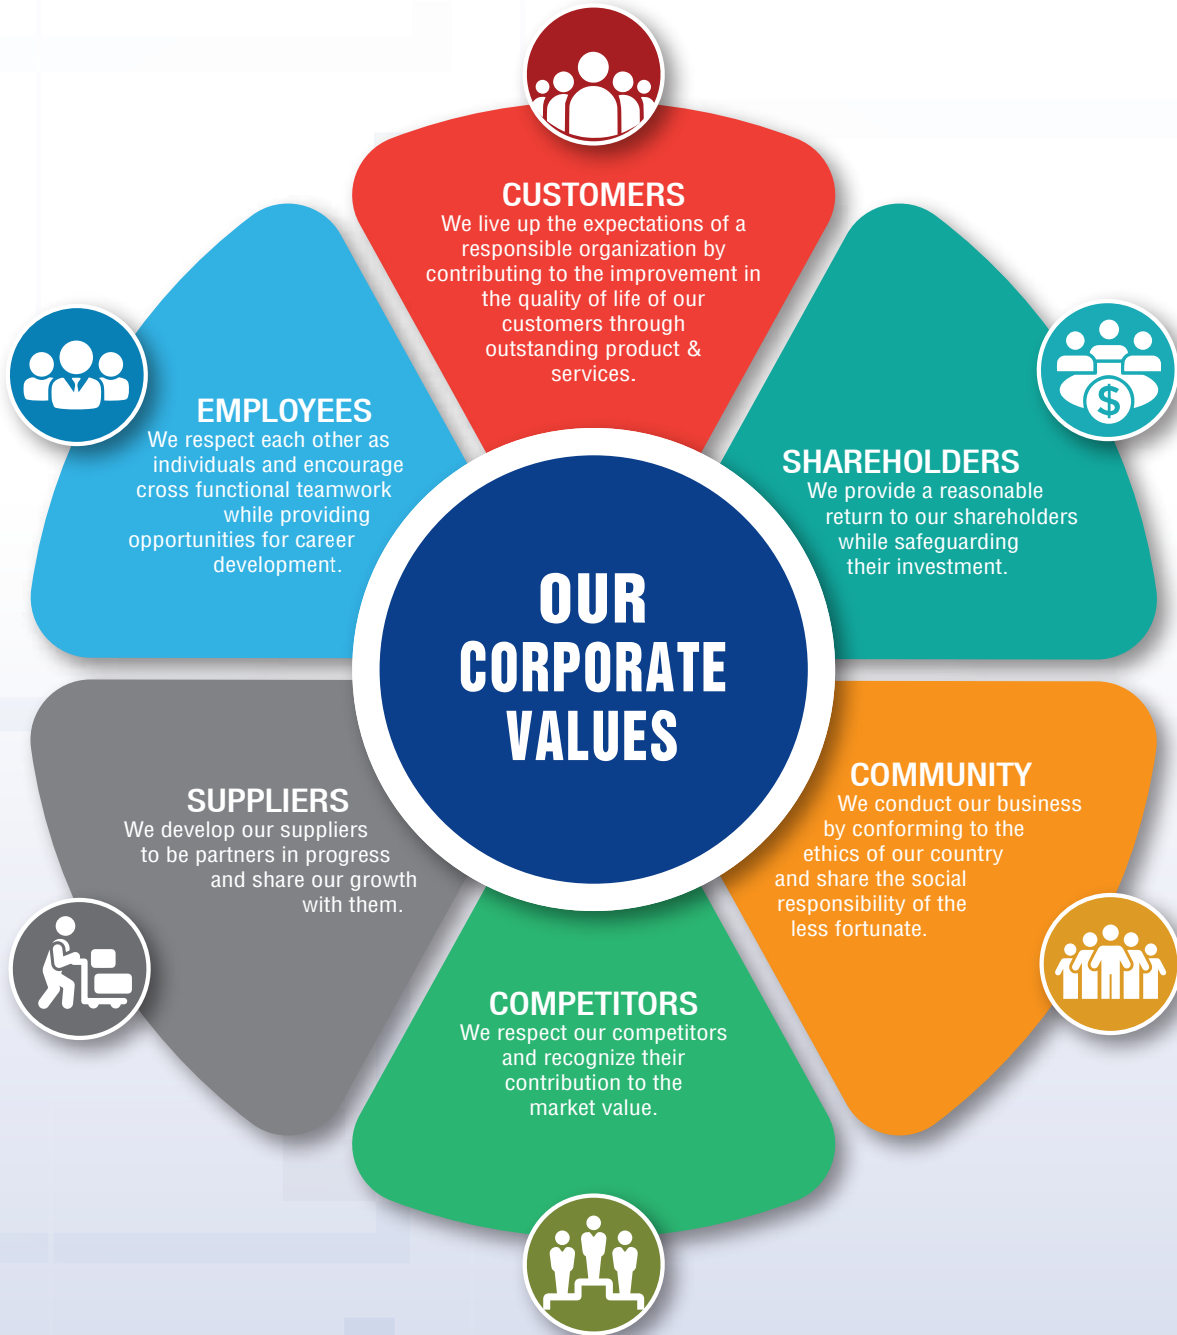 CUSTOMERS
We live up the expectations of a
responsible organization by
contributing to the improvement in
the quality of life of our
customers through
outstanding product &
services.
EMPLOYEES
We respect each other as
individuals and encourage
cross functional teamwork
while providing
opportunities for career
development.
SHAREHOLDERS
We provide a reasonable
return to our shareholders
while safeguarding
their investment.
$
OUR
CORPORATE
VALUES
SUPPLIERS
We develop our suppliers
to be partners in progress
and share our growth
with them.
COMMUNITY
We conduct our business
by conforming to the
ethics of our country
and share the social
responsibility of the
less fortunate.
COMPETITORS
We respect our competitors
and recognize their
contribution to the
market value.